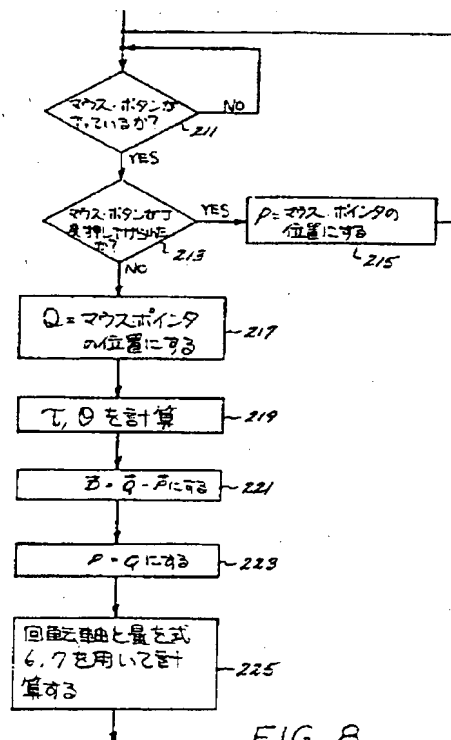 マウス・ボタンが
さっているか?
NO
211
YES
マウス・ボタンが丁
度押し下げられた
か?
YES
213
NO
P=マウス・ポインタの
位置にする
215
Q=マウス・ポインタ
の位置にする
217
τ, θを計算
219
D⃗=Q⃗-P⃗にする
221
P=Qにする
223
回転軸と量を式
6,7を用いて計
算する
225
FIG. 8